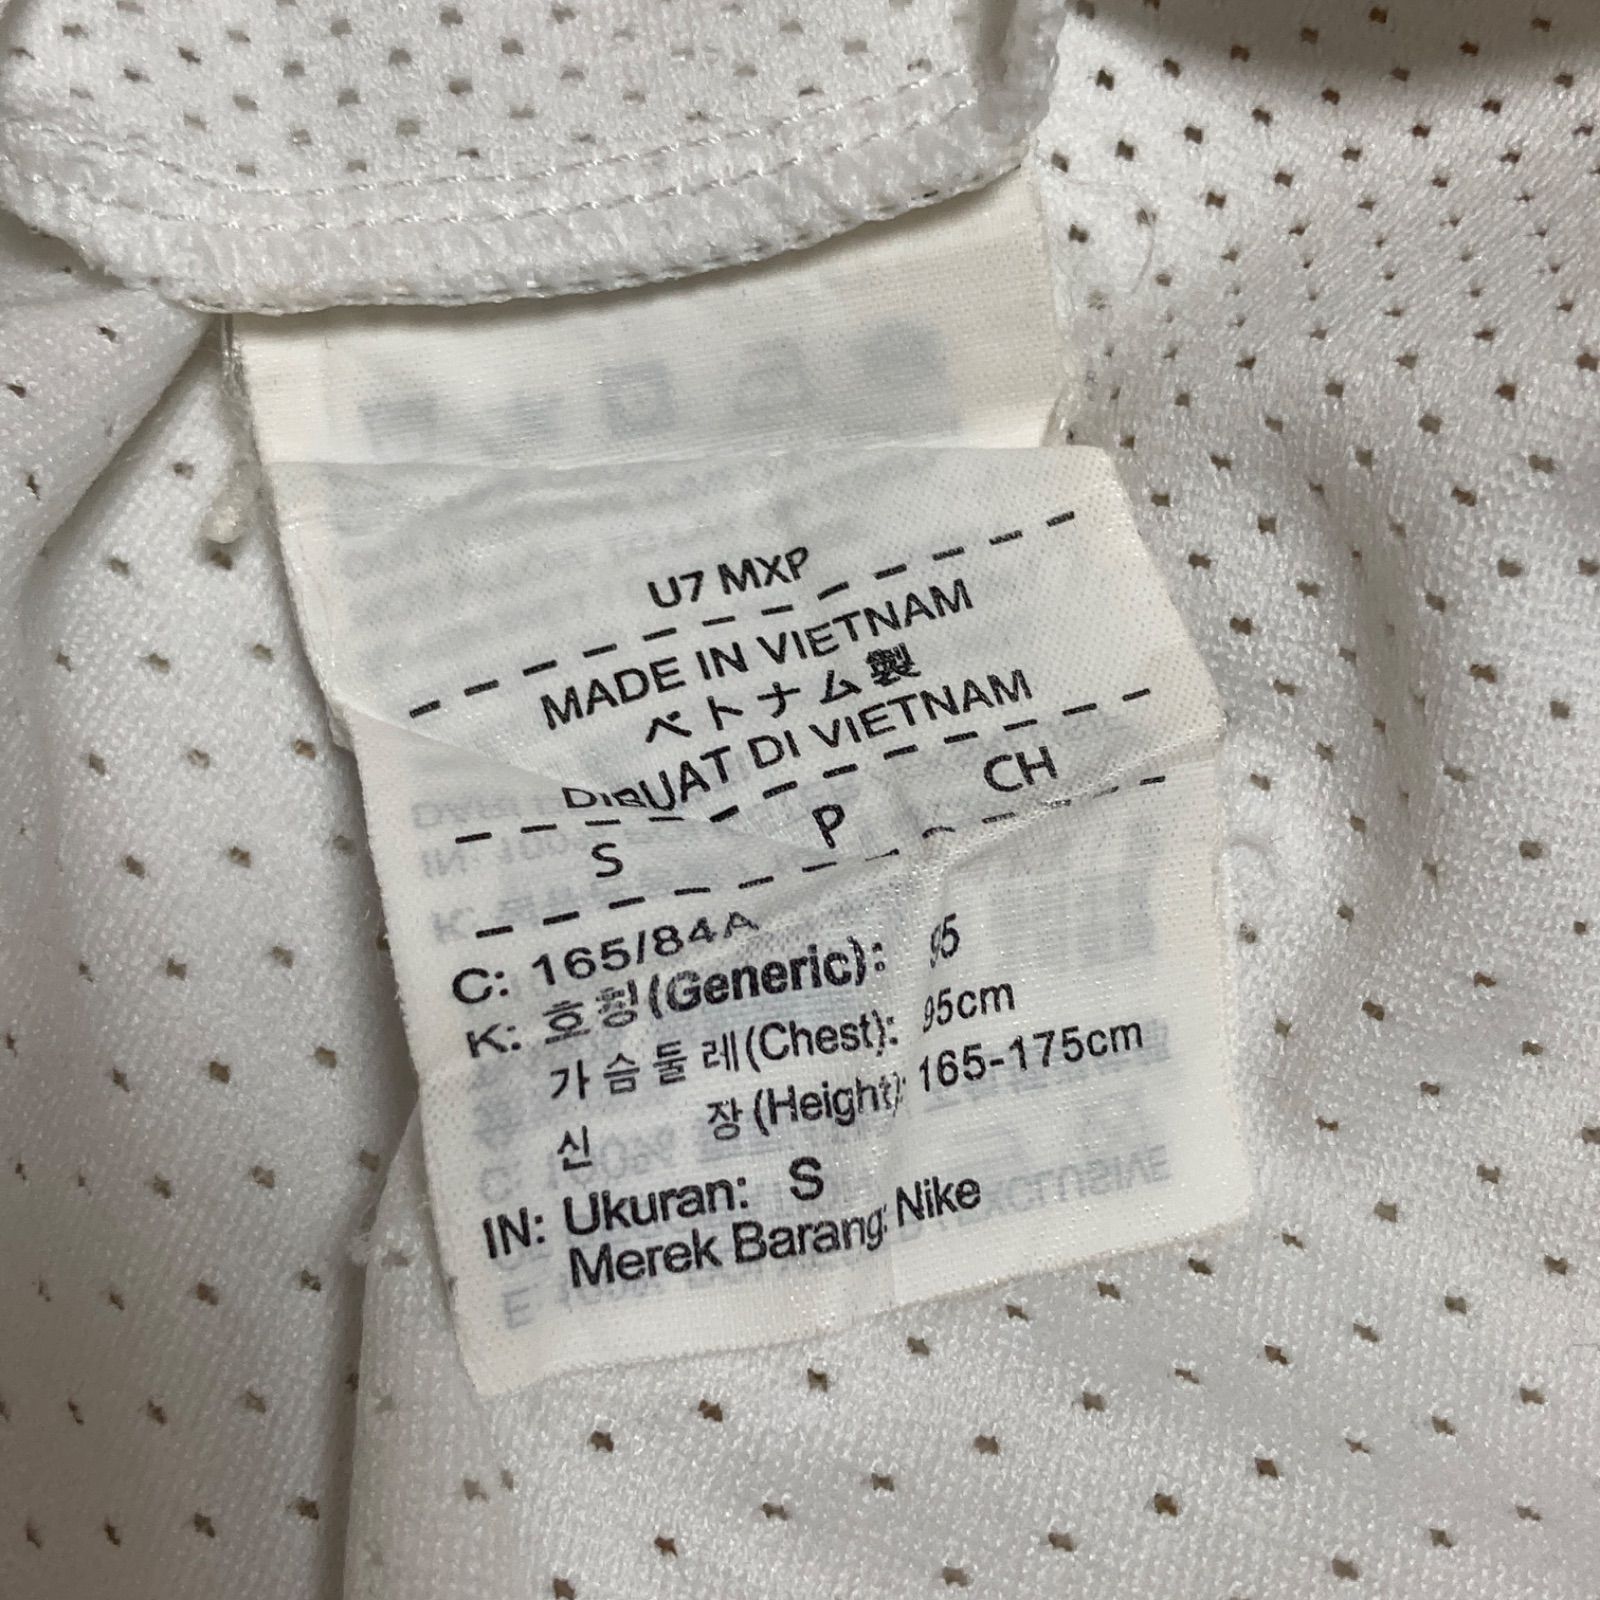 U7 MXP
MADE IN VIETNAM
ベトナム製
DIBUAT DI VIETNAM
S P CH
C: 165/84A
K: 호칭(Generic): 95
가슴둘레(Chest): 95cm
신 장(Height): 165-175cm
IN: Ukuran: S
Merek Barang: Nike